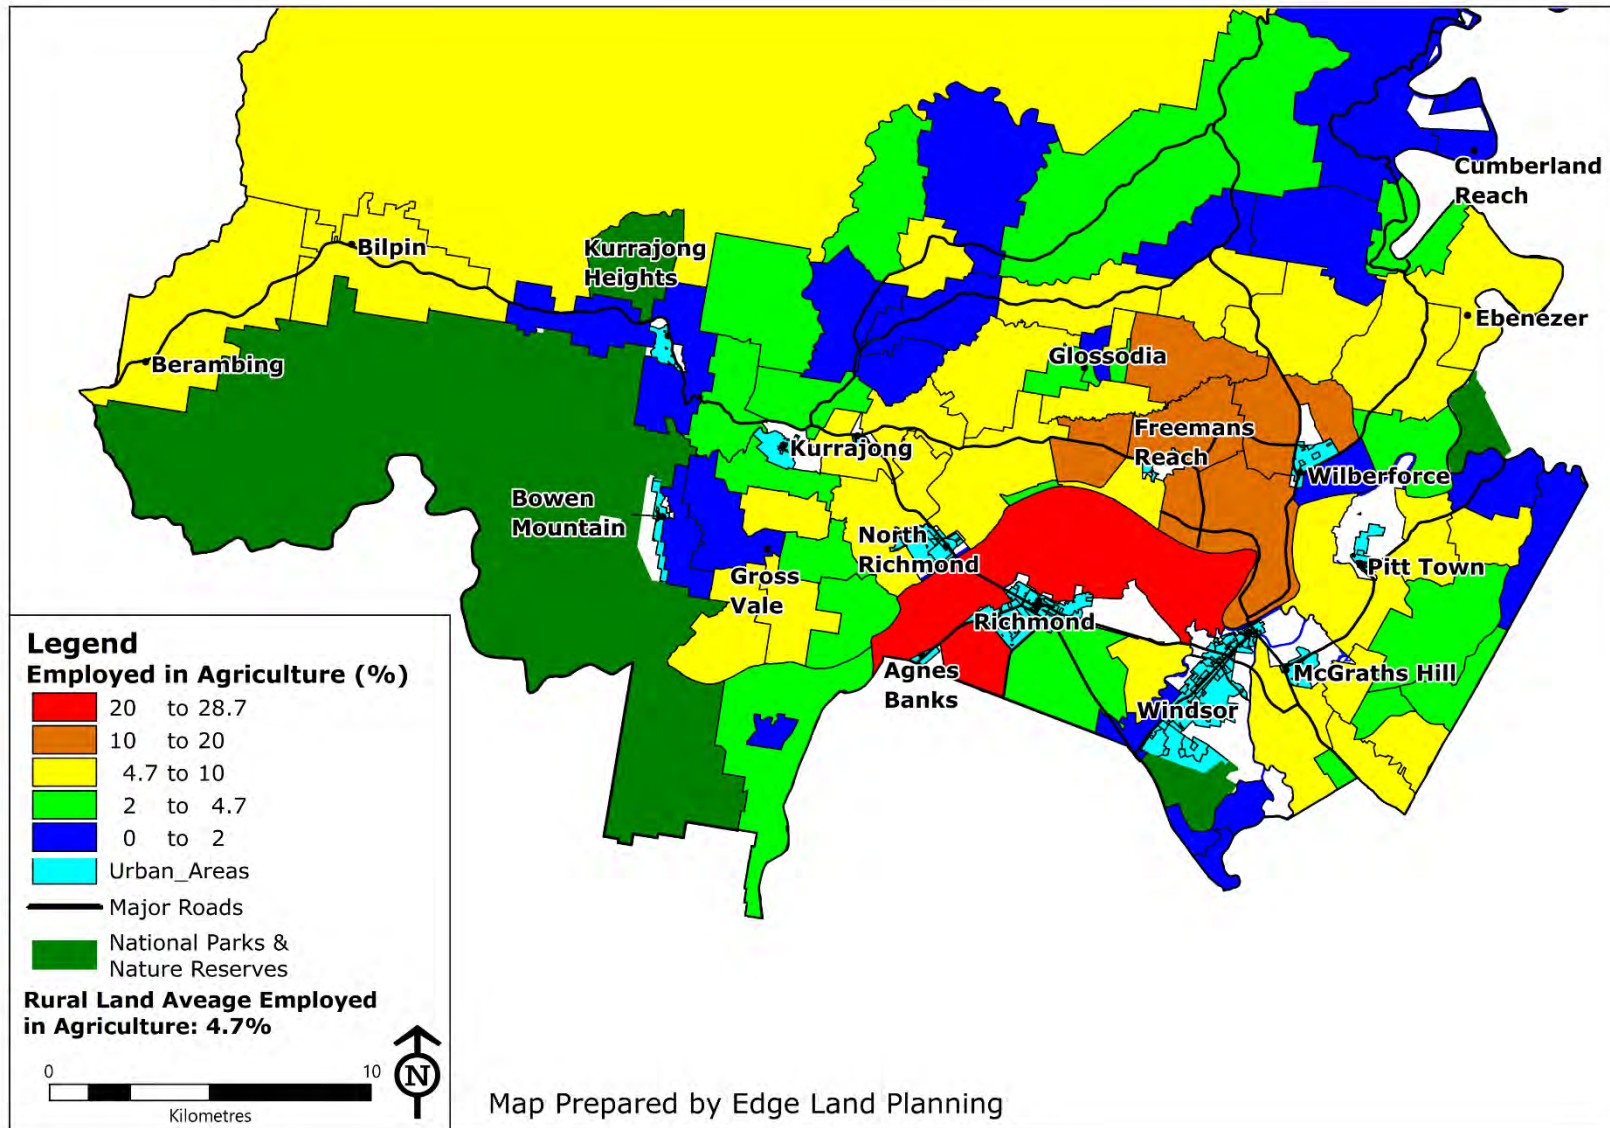 Cumberland
Reach
Bilpin
Kurrajong
Heights
Ebenezer
Berambing
Glossodia
Freemans
Reach
Kurrajong
Wilberforce
Bowen
Mountain
North
Richmond
Pitt Town
Gross
Vale
Richmond
Agnes
Banks
McGraths Hill
Windsor
Legend
Employed in Agriculture (%)
20 to 28.7
10 to 20
4.7 to 10
2 to 4.7
0 to 2
Urban_Areas
Major Roads
National Parks &
Nature Reserves
Rural Land Aveage Employed
in Agriculture: 4.7%
0 10
Kilometres
N
Map Prepared by Edge Land Planning